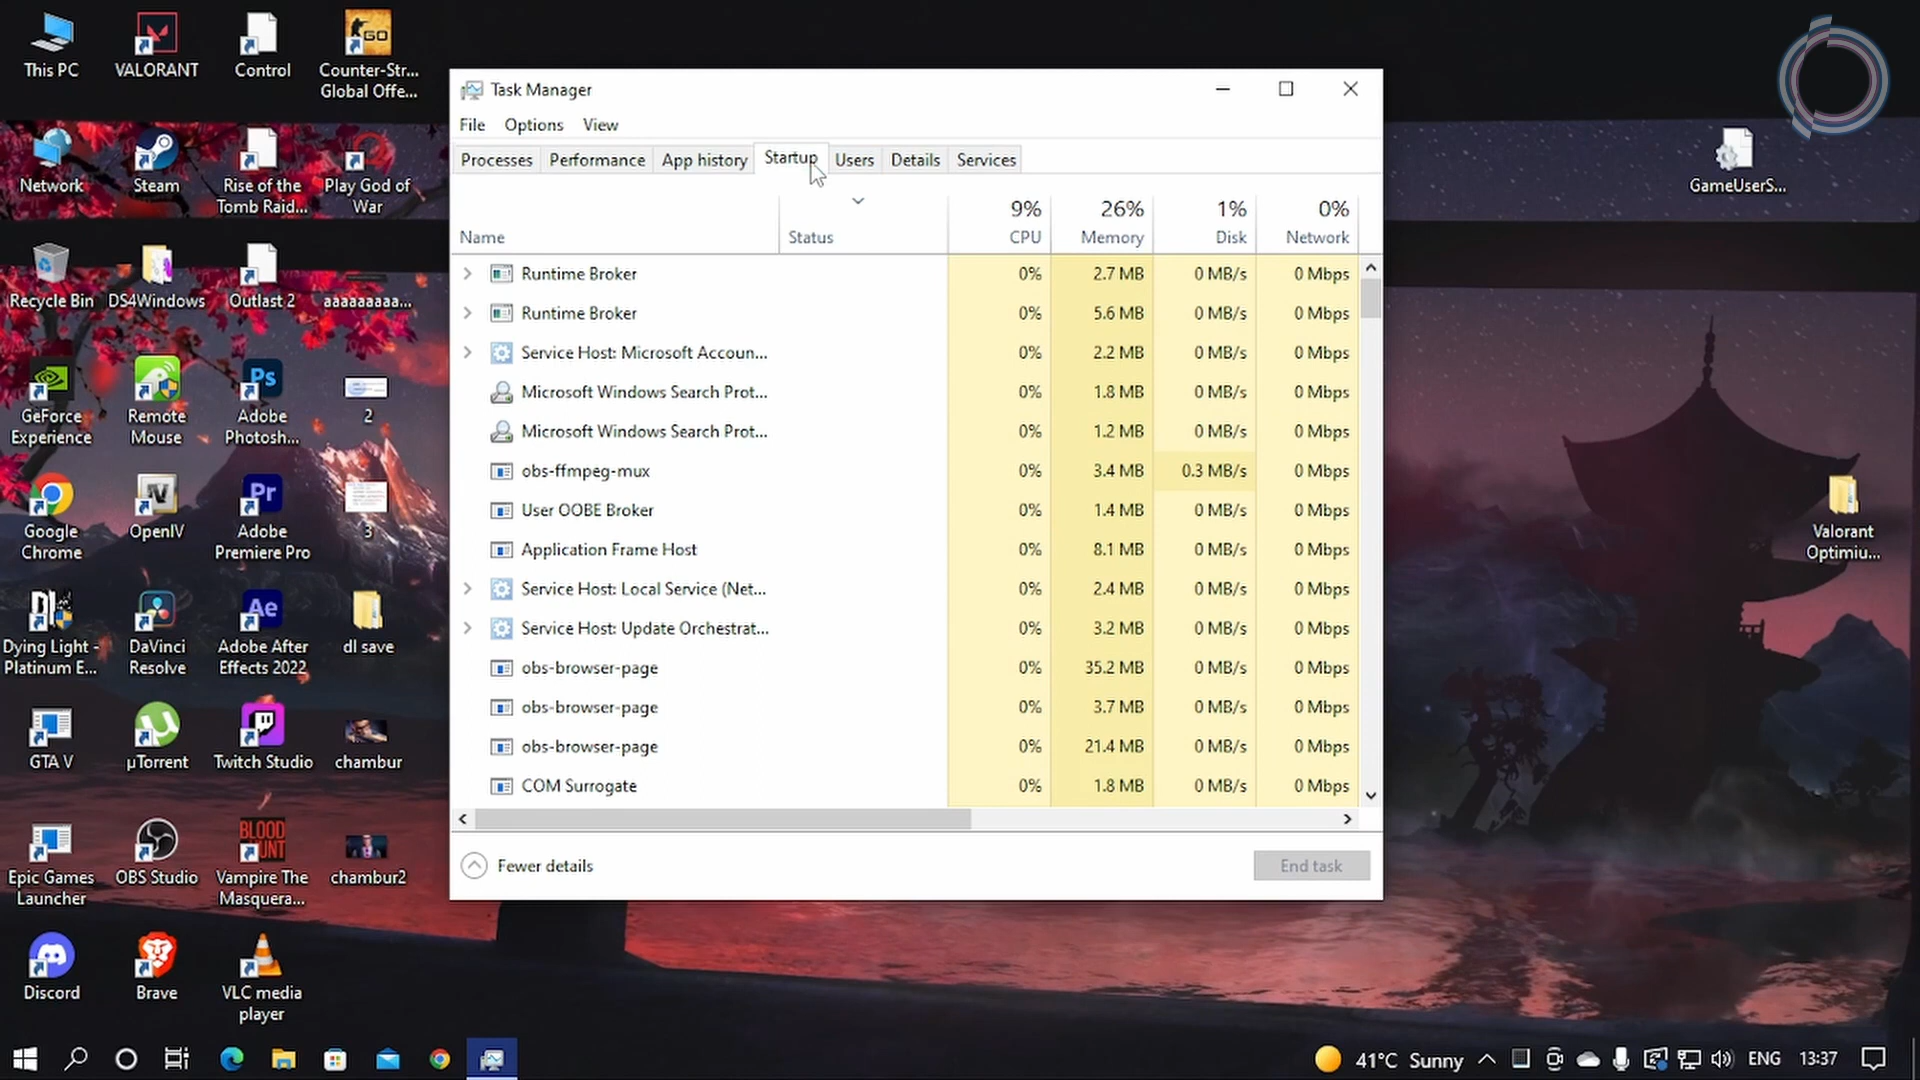 This PC
VALORANT
Control
Counter-Str...
Global Offe...
Network
Steam
Rise of the
Tomb Raid...
Play God of
War
Recycle Bin
DS4Windows
Outlast 2
aaaaaaaaa...
GeForce
Experience
Remote
Mouse
Ps
Adobe
Photosh...
2
Google
Chrome
OpenIV
Pr
Adobe
Premiere Pro
3
Dying Light -
Platinum E...
DaVinci
Resolve
Ae
Adobe After
Effects 2022
dl save
GTA V
µTorrent
Twitch Studio
chambur
Epic Games
Launcher
OBS Studio
Vampire The
Masquera...
chambur2
Discord
Brave
VLC media
player
Task Manager
File Options View
Processes Performance App history Startup Users Details Services
9% 26% 1% 0%
Name Status CPU Memory Disk Network
Runtime Broker 0% 2.7 MB 0 MB/s 0 Mbps
Runtime Broker 0% 5.6 MB 0 MB/s 0 Mbps
Service Host: Microsoft Accoun... 0% 2.2 MB 0 MB/s 0 Mbps
Microsoft Windows Search Prot... 0% 1.8 MB 0 MB/s 0 Mbps
Microsoft Windows Search Prot... 0% 1.2 MB 0 MB/s 0 Mbps
obs-ffmpeg-mux 0% 3.4 MB 0.3 MB/s 0 Mbps
User OOBE Broker 0% 1.4 MB 0 MB/s 0 Mbps
Application Frame Host 0% 8.1 MB 0 MB/s 0 Mbps
Service Host: Local Service (Net... 0% 2.4 MB 0 MB/s 0 Mbps
Service Host: Update Orchestrat... 0% 3.2 MB 0 MB/s 0 Mbps
obs-browser-page 0% 35.2 MB 0 MB/s 0 Mbps
obs-browser-page 0% 3.7 MB 0 MB/s 0 Mbps
obs-browser-page 0% 21.4 MB 0 MB/s 0 Mbps
COM Surrogate 0% 1.8 MB 0 MB/s 0 Mbps
Fewer details
End task
GameUserS...
Valorant
Optimiu...
41°C Sunny
ENG
13:37